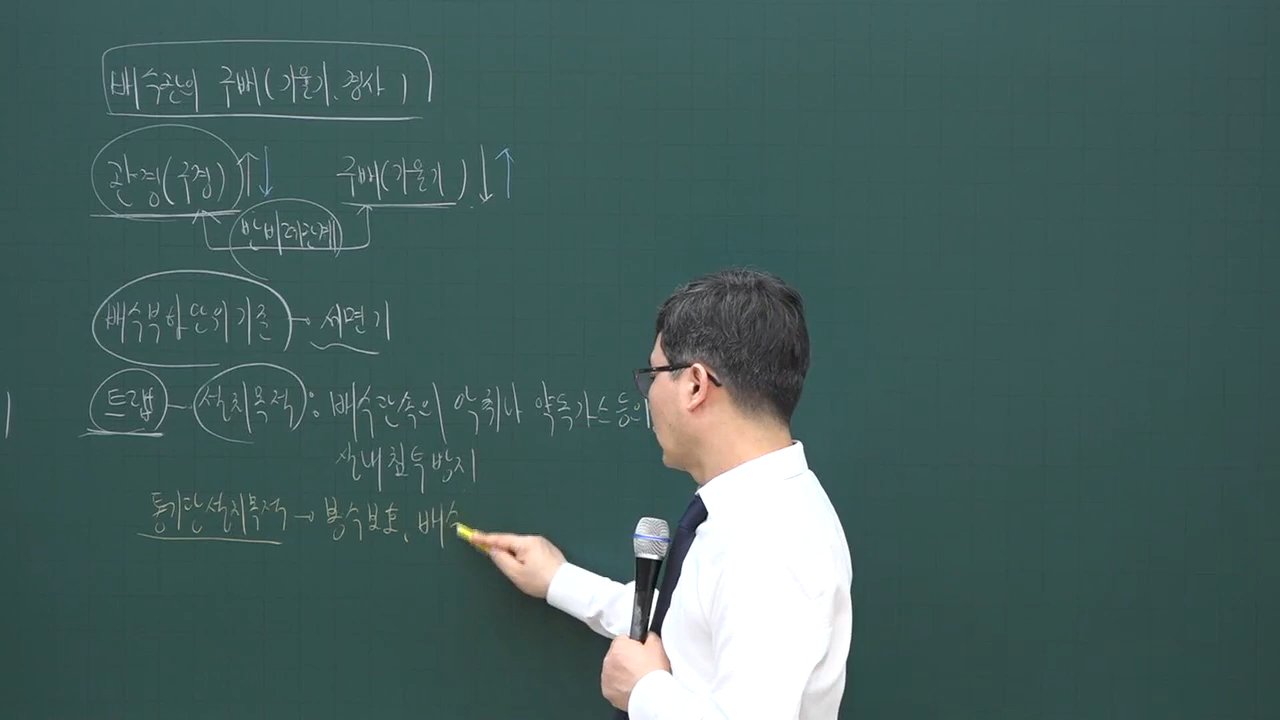 배수관의 구배(기울기, 경사)
관경(구경) ↑↓ 구배(기울기) ↓↑
반비례관계
배수부하단위기준 → 세면기
트랩 - 설치목적 : 배수관속의 악취나 악독가스등의
실내침투방지
통기관설치목적 → 봉수보호, 배수